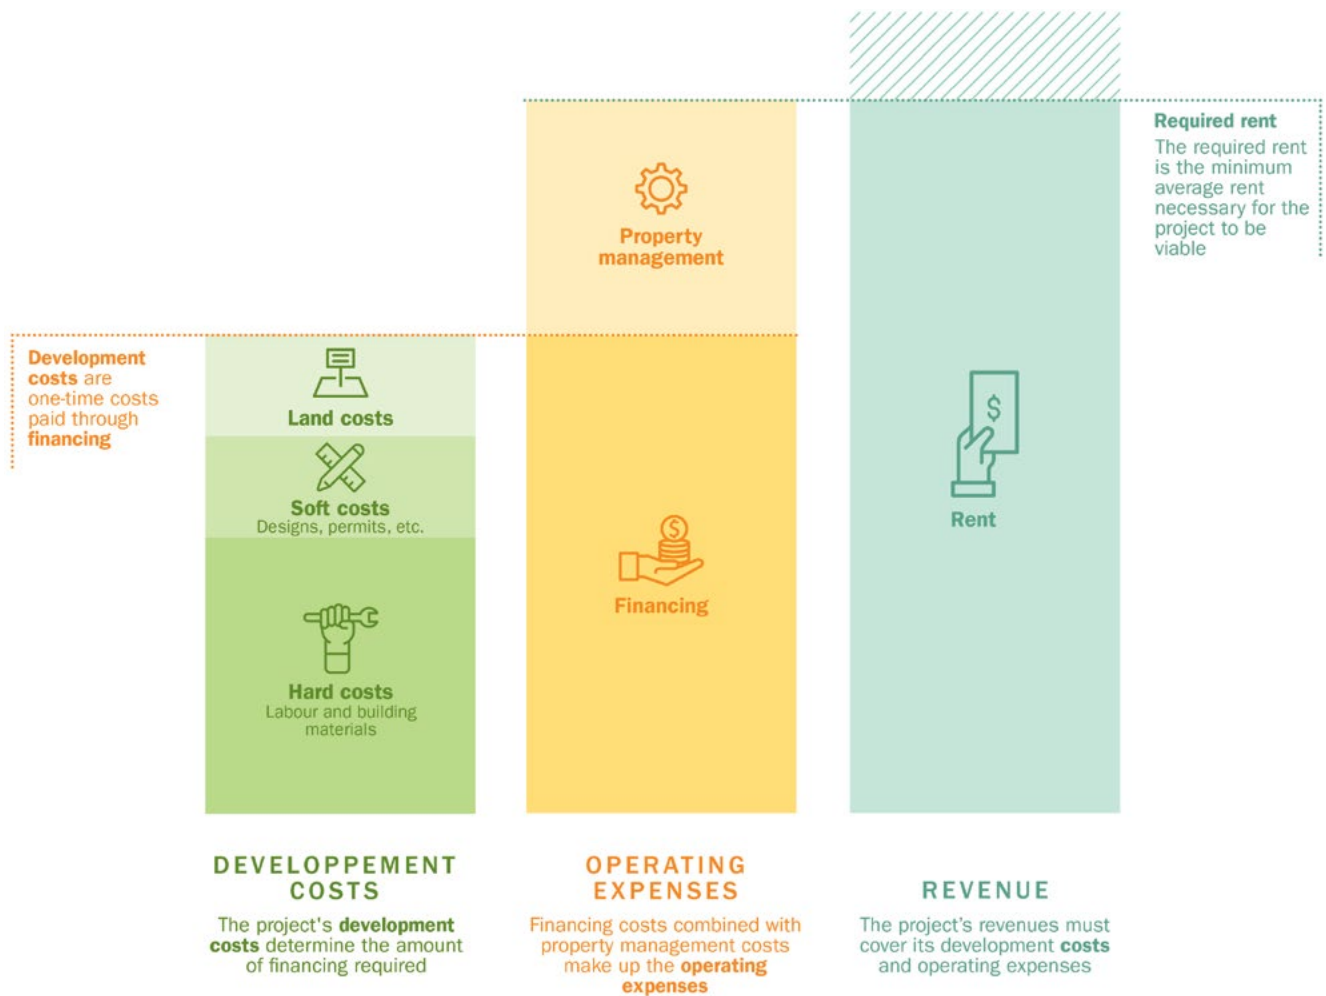 Required rent
The required rent
is the minimum
average rent
necessary for the
project to be
viable
Property
management
Development
costs are
one-time costs
paid through
financing
Land costs
Soft costs
Designs, permits, etc.
Hard costs
Labour and building
materials
$
Financing
$
Rent
DEVELOPPEMENT
COSTS
The project's development
costs determine the amount
of financing required
OPERATING
EXPENSES
Financing costs combined with
property management costs
make up the operating
expenses
REVENUE
The project’s revenues must
cover its development costs
and operating expenses